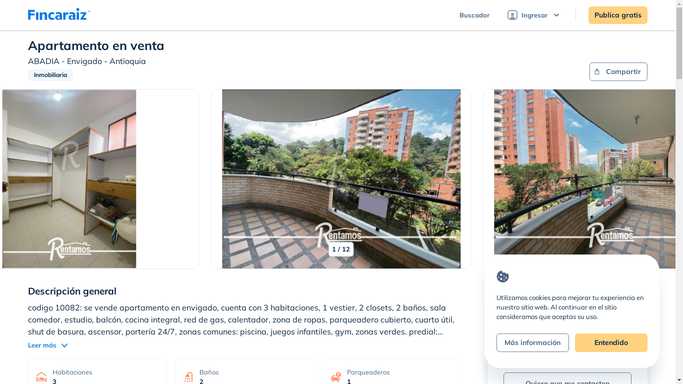 Fincaraiz
Buscador
Ingresar
Publica gratis
Apartamento en venta
ABADIA - Envigado - Antioquia
Inmobiliaria
Compartir
Rentamos
Rentamos
Rentamos
1 / 12
Descripción general
codigo 10082: se vende apartamento en envigado, cuenta con 3 habitaciones, 1 vestier, 2 closets, 2 baños, sala
comedor, estudio, balcón, cocina integral, red de gas, calentador, zona de ropas, parqueadero cubierto, cuarto útil,
shut de basura, ascensor, portería 24/7, zonas comunes: piscina, juegos infantiles, gym, zonas verdes. predial:...
Leer más
Habitaciones
3
Baños
2
Parqueaderos
1
Utilizamos cookies para mejorar tu experiencia en
nuestro sitio web. Al continuar en el sitio
consideramos que aceptas su uso.
Más información
Entendido
Quiero que me contacten